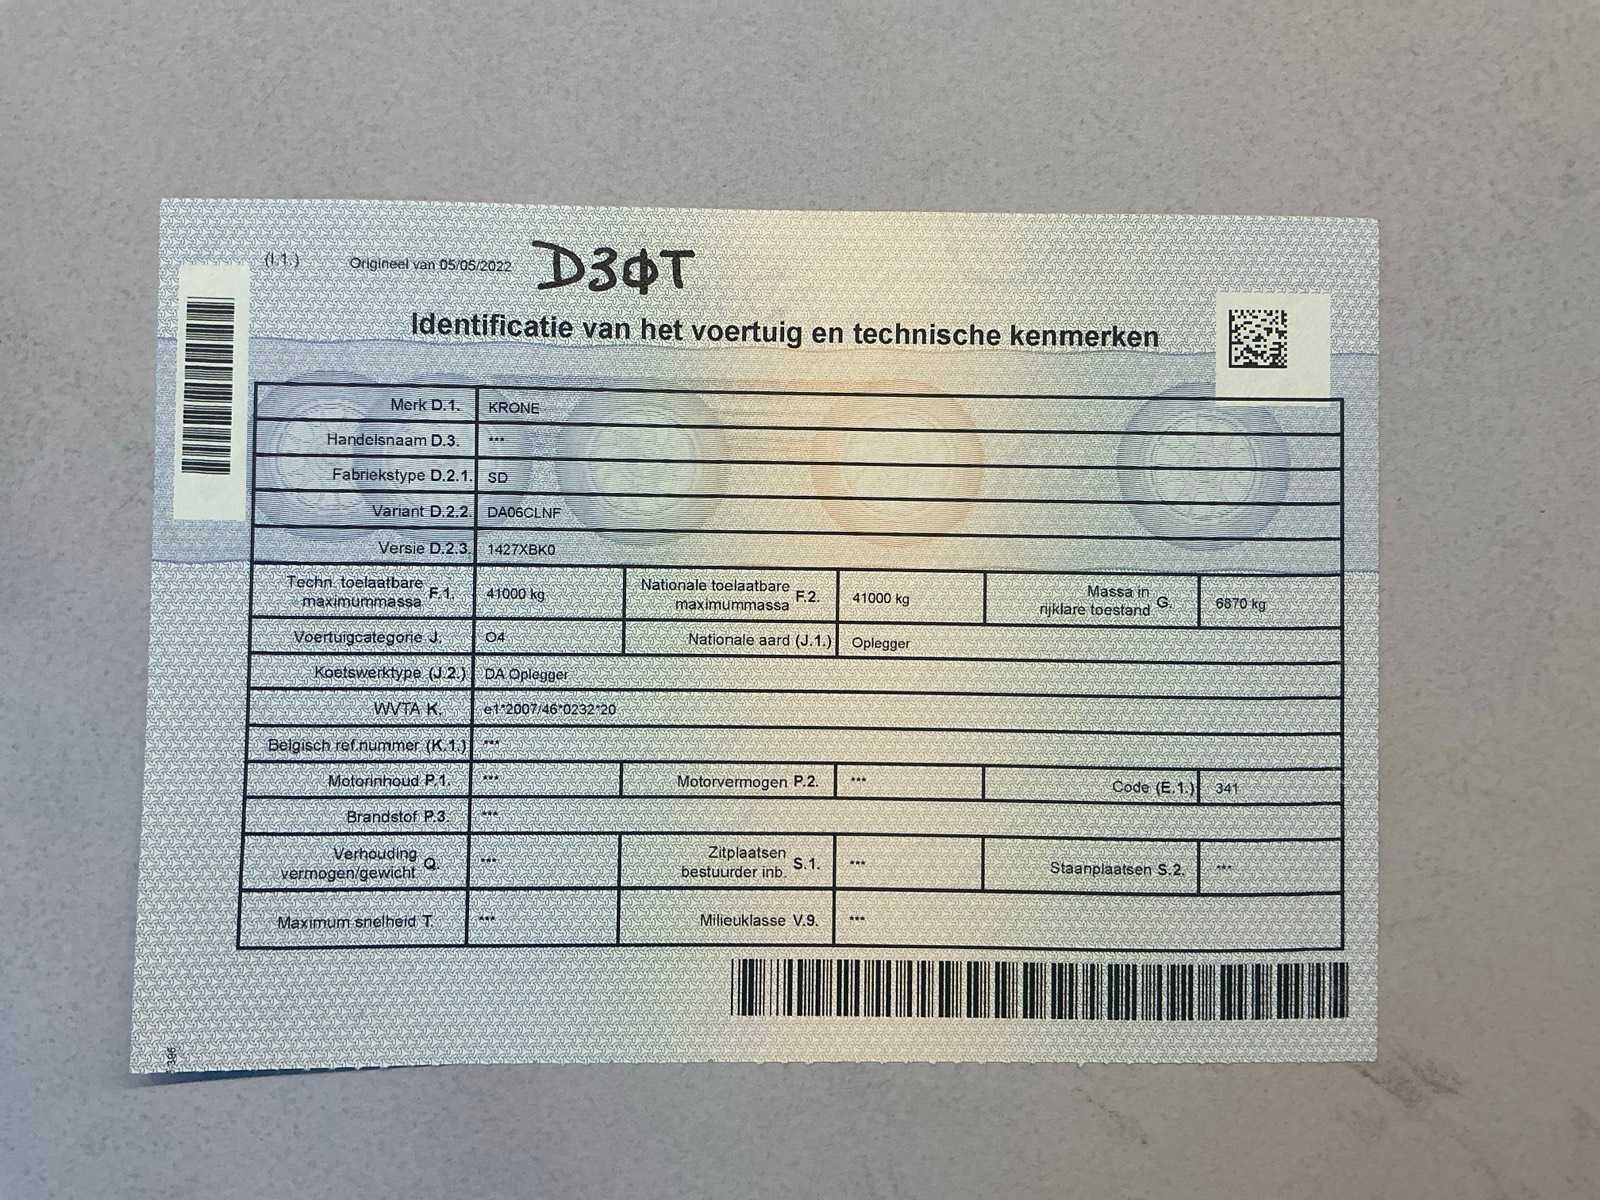 (I.1.) Origineel van 05/05/2022 D3ØT
Identificatie van het voertuig en technische kenmerken
Merk D.1. KRONE
Handelsnaam D.3. ***
Fabriekstype D.2.1. SD
Variant D.2.2. DA06CLNF
Versie D.2.3. 1427XBK0
Techn. toelaatbare maximummassa F.1. 41000 kg Nationale toelaatbare maximummassa F.2. 41000 kg Massa in rijklare toestand G. 6870 kg
Voertuigcategorie J. O4 Nationale aard (J.1.) Oplegger
Koetswerktype (J.2.) DA Oplegger
WVTA K. e1*2007/46*0232*20
Belgisch ref.nummer (K.1.) ***
Motorinhoud P.1. *** Motorvermogen P.2. *** Code (E.1.) 341
Brandstof P.3. ***
Verhouding vermogen/gewicht Q. *** Zitplaatsen bestuurder inb. S.1. *** Staanplaatsen S.2. ***
Maximum snelheid T. *** Milieuklasse V.9. ***